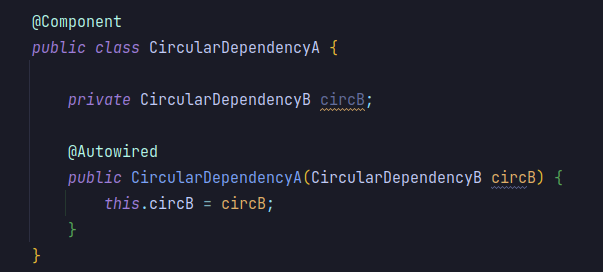 @Component
public class CircularDependencyA {
private CircularDependencyB circB;
@Autowired
public CircularDependencyA(CircularDependencyB circB) {
this.circB = circB;
}
}